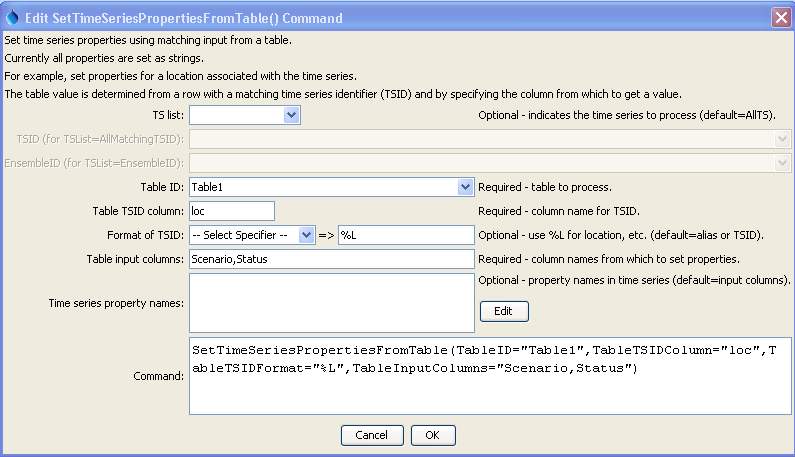 Edit SetTimeSeriesPropertiesFromTable() Command
Set time series properties using matching input from a table.
Currently all properties are set as strings.
For example, set properties for a location associated with the time series.
The table value is determined from a row with a matching time series identifier (TSID) and by specifying the column from which to get a value.
TS list: Optional - indicates the time series to process (default=AllTS).
TSID (for TSList=AllMatchingTSID):
EnsembleID (for TSList=EnsembleID):
Table ID: Table1 Required - table to process.
Table TSID column: loc Required - column name for TSID.
Format of TSID: -- Select Specifier -- => %L Optional - use %L for location, etc. (default=alias or TSID).
Table input columns: Scenario,Status Required - column names from which to set properties.
Optional - property names in time series (default=input columns).
Time series property names: Edit
SetTimeSeriesPropertiesFromTable(TableID="Table1",TableTSIDColumn="loc",T
ableTSIDFormat="%L",TableInputColumns="Scenario,Status")
Command:
Cancel OK